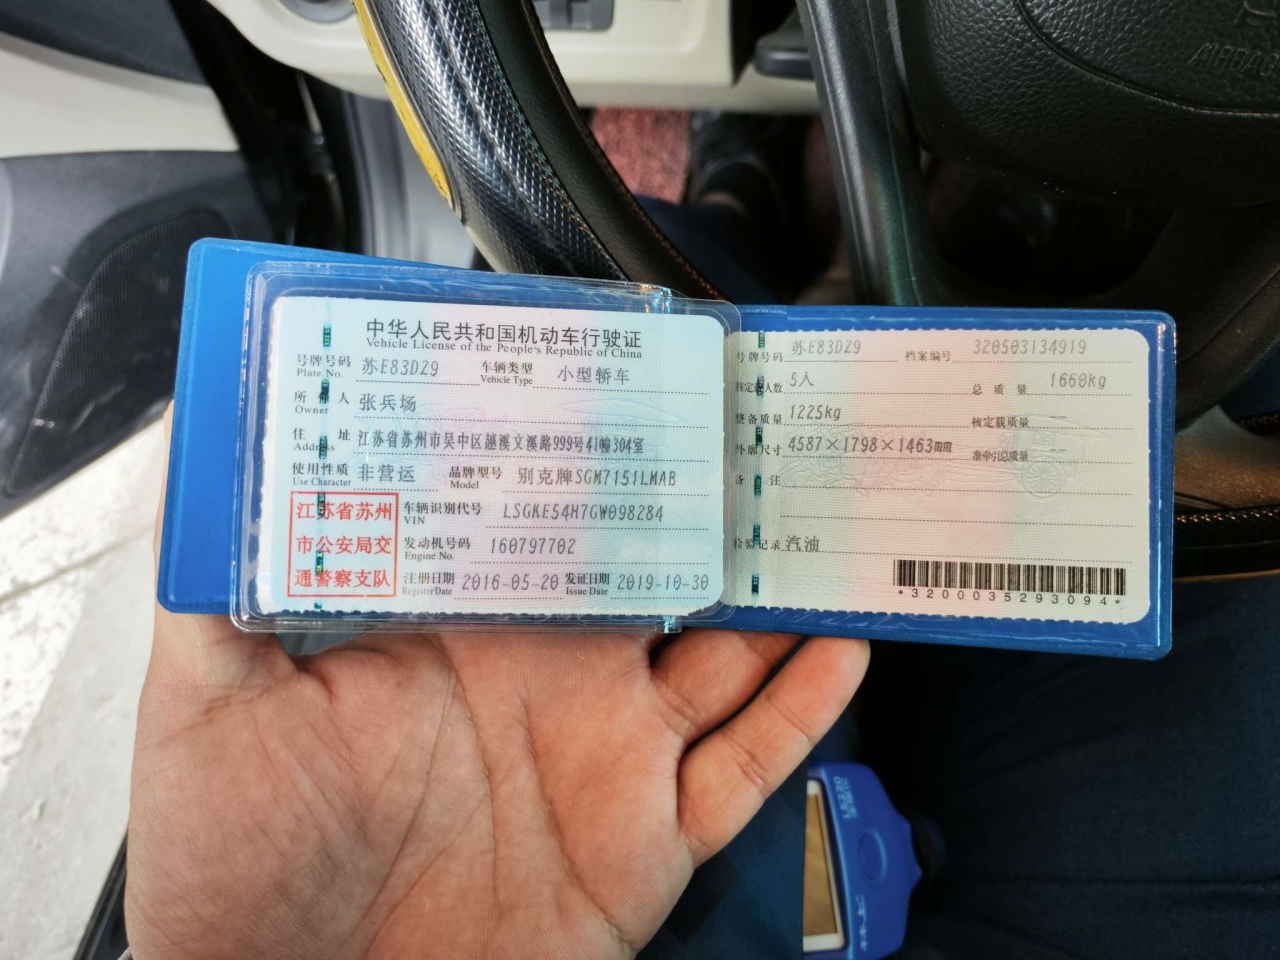 中华人民共和国机动车行驶证
Vehicle License of the People's Republic of China
号牌号码 苏E83DZ9 车辆类型 小型轿车
Plate No. Vehicle Type
所有人 张兵场
Owner
住址 江苏省苏州市吴中区越溪文溪路999号41幢304室
Address
使用性质 非营运 品牌型号 别克牌SGM7151LMAB
Use Character Model
江苏省苏州
市公安局交
通警察支队
车辆识别代号 LSGKE54H7GW098284
VIN
发动机号码 160797702
Engine No.
注册日期 2016-05-20 发证日期 2019-10-30
Register Date Issue Date
号牌号码 苏E83DZ9 档案编号 320503134919
核定载人数 5人 总质量 1660kg
整备质量 1225kg 核定载质量 --
外廓尺寸 4587×1798×1463mm 准牵引总质量 --
备注
检验记录 汽油
*3200035293094*
AIRBAG